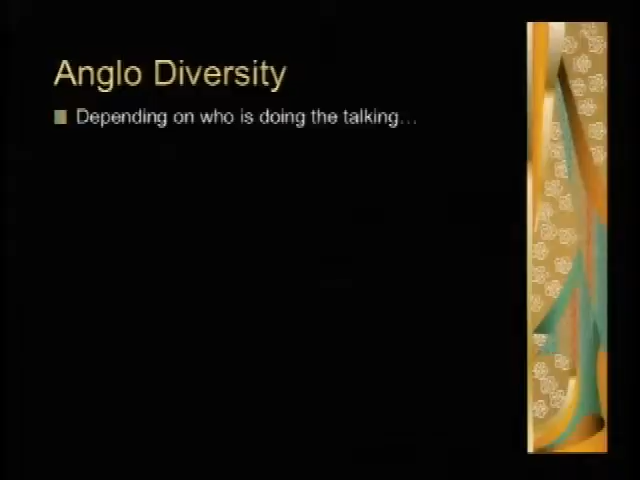 Anglo Diversity
Depending on who is doing the talking…